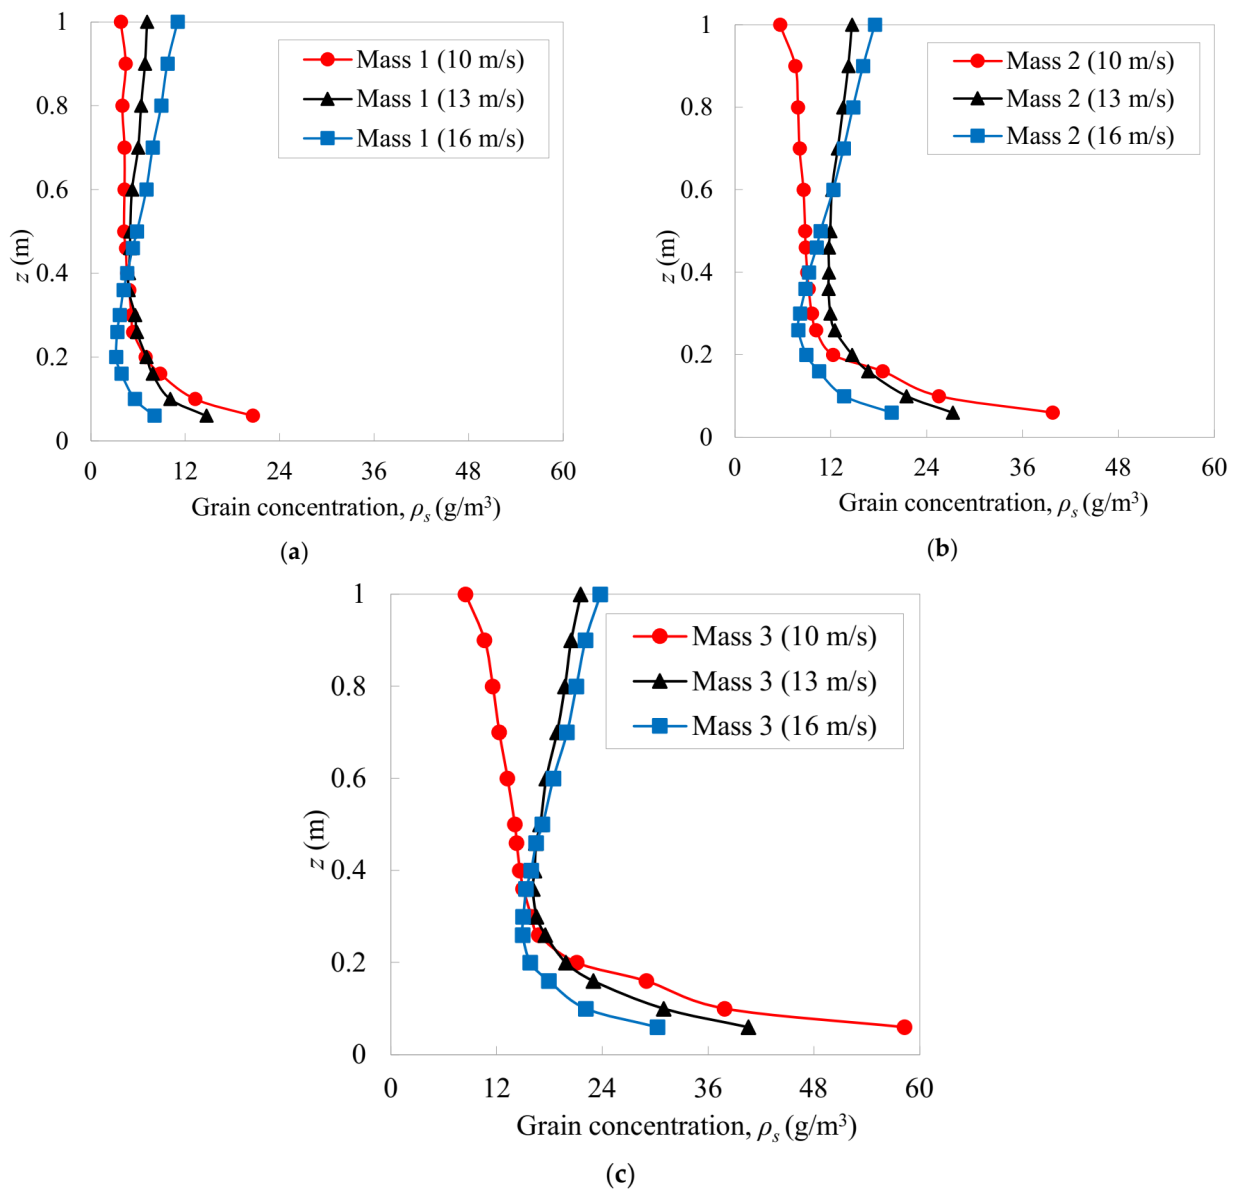 1
0.8
0.6
0.4
0.2
0
z (m)
Mass 1 (10 m/s)
Mass 1 (13 m/s)
Mass 1 (16 m/s)
0 12 24 36 48 60
Grain concentration, ρs (g/m³)
(a)
1
0.8
0.6
0.4
0.2
0
z (m)
Mass 2 (10 m/s)
Mass 2 (13 m/s)
Mass 2 (16 m/s)
0 12 24 36 48 60
Grain concentration, ρs (g/m³)
(b)
1
0.8
0.6
0.4
0.2
0
z (m)
Mass 3 (10 m/s)
Mass 3 (13 m/s)
Mass 3 (16 m/s)
0 12 24 36 48 60
Grain concentration, ρs (g/m³)
(c)